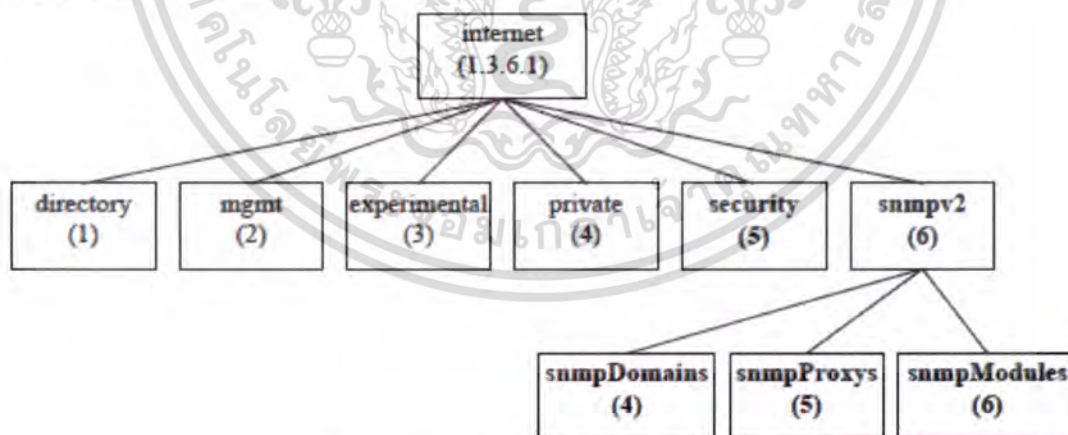 internet
(1.3.6.1)
directory
(1)
mgmt
(2)
experimental
(3)
private
(4)
security
(5)
snmpv2
(6)
snmpDomains
(4)
snmpProxys
(5)
snmpModules
(6)